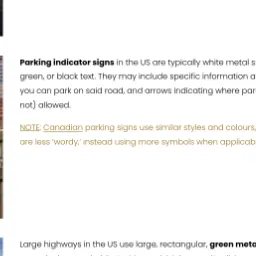 Parking indicator signs in the US are typically white metal s
green, or black text. They may include specific information a
you can park on said road, and arrows indicating where par
not) allowed.
NOTE: Canadian parking signs use similar styles and colours,
are less 'wordy,' instead using more symbols when applicab
Large highways in the US use large, rectangular, green meta